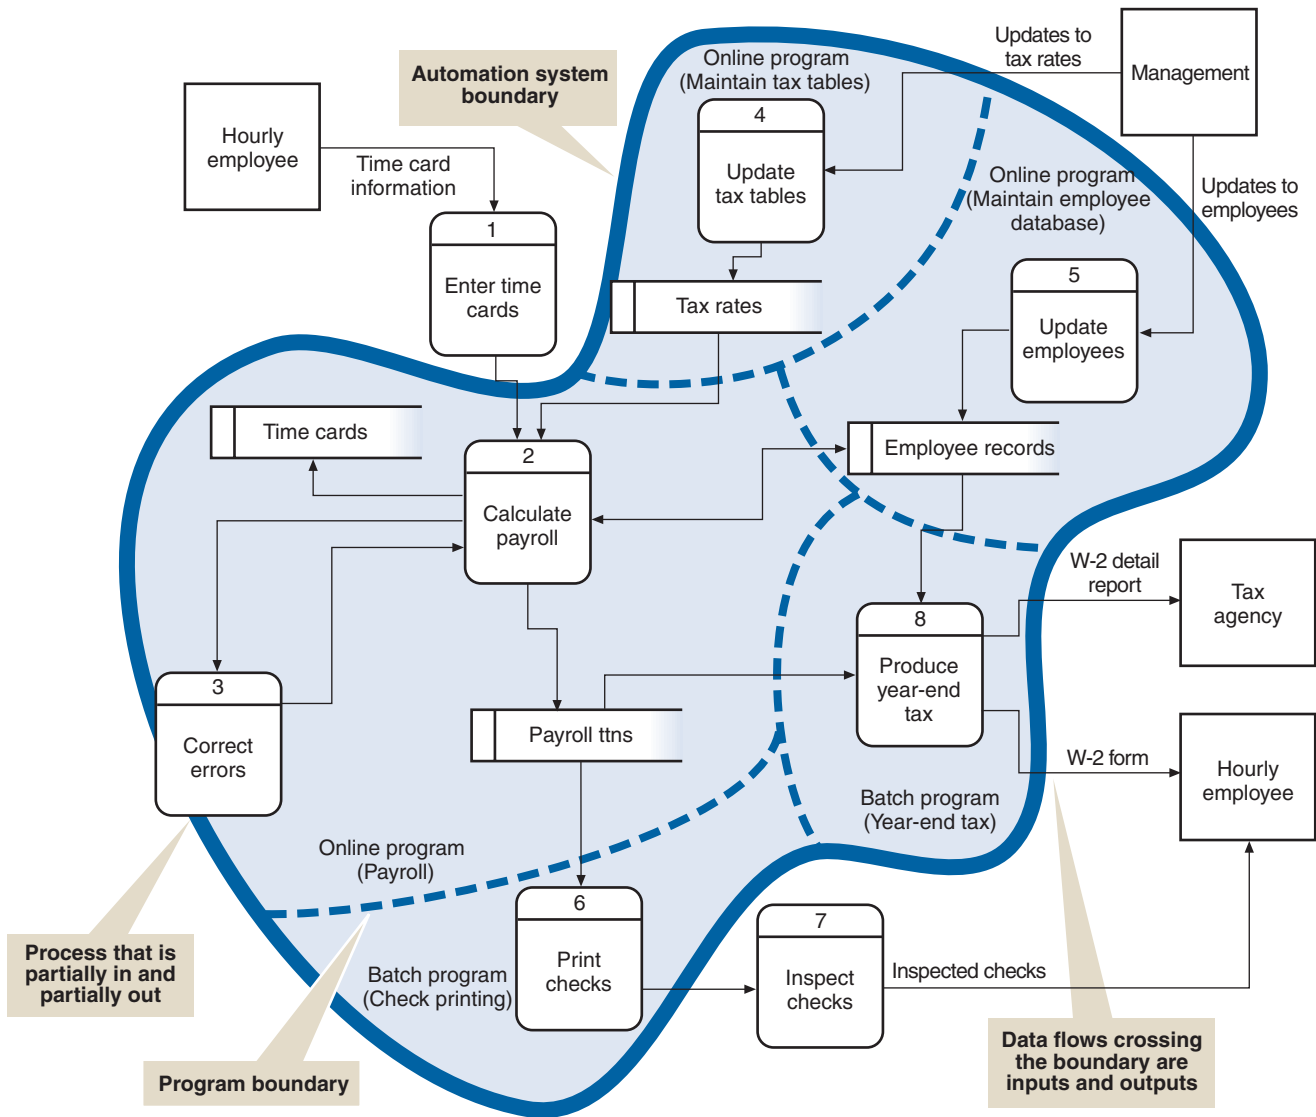 Updates to
tax rates
Management
Online program
(Maintain tax tables)
Automation system
boundary
Hourly
employee
Time card
information
4
Update
tax tables
Online program
(Maintain employee
database)
Updates to
employees
1
Enter time
cards
5
Update
employees
Tax rates
Time cards
Employee records
2
Calculate
payroll
W-2 detail
report
Tax
agency
8
Produce
year-end
tax
3
Correct
errors
Payroll ttns
W-2 form
Hourly
employee
Batch program
(Year-end tax)
Online program
(Payroll)
6
Print
checks
7
Inspect
checks
Inspected checks
Process that is
partially in and
partially out
Batch program
(Check printing)
Program boundary
Data flows crossing
the boundary are
inputs and outputs